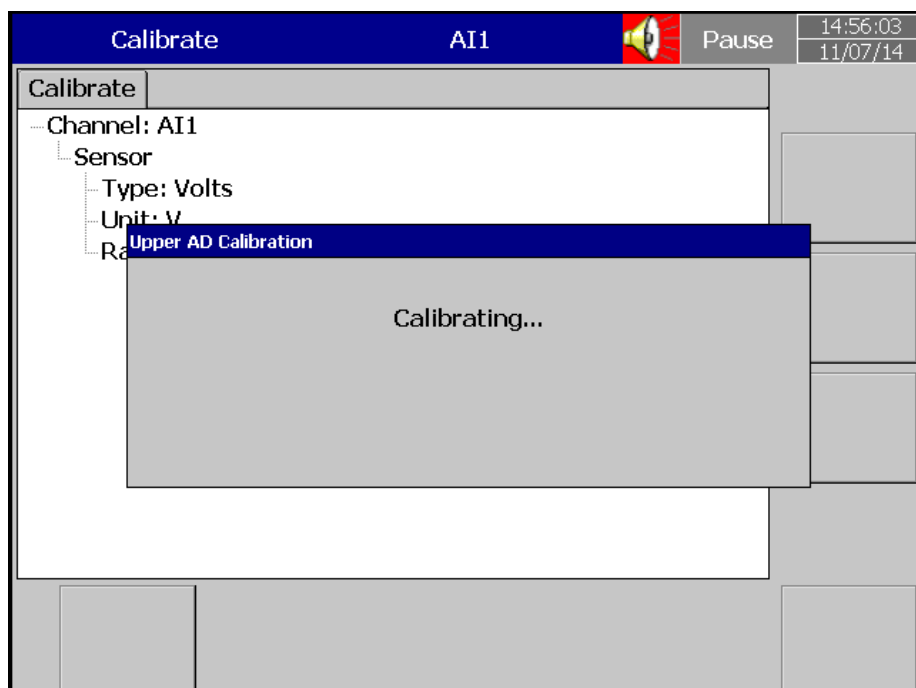 Calibrate AI1 Pause 14:56:03
11/07/14
Calibrate
Channel: AI1
Sensor
Type: Volts
Unit: V
Upper AD Calibration
Calibrating...